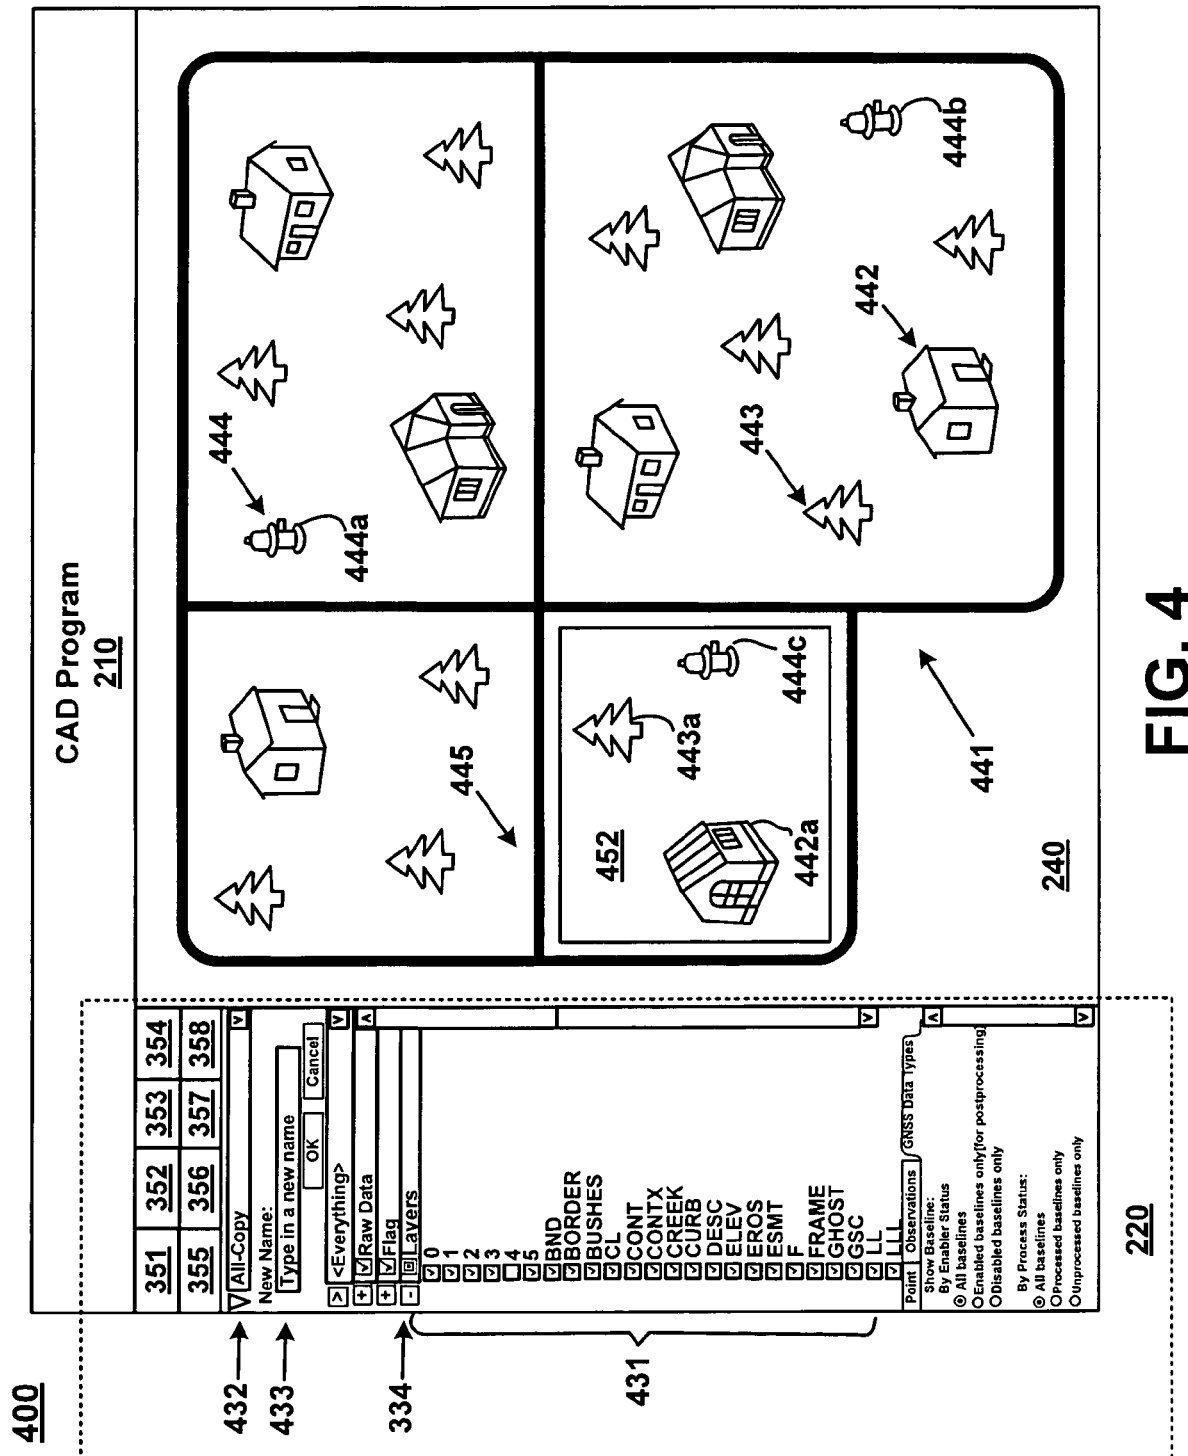 400
CAD Program
210
351 352 353 354
355 356 357 358
432
All-Copy
V
433
New Name:
Type in a new name
OK Cancel
> <Everything> V
+ Raw Data
+ Flag
334
- Layers
431
0
1
2
3
4
5
BND
BORDER
BUSHES
CL
CONT
CONTX
CREEK
CURB
DESC
ELEV
EROS
ESMT
F
FRAME
GHOST
GSC
LL
LLL
Point Observations GNSS Data Types
Show Baseline:
By Enabler Status
All baselines
Enabled baselines only[for postprocessing]
Disabled baselines only
By Process Status:
All baselines
Processed baselines only
Unprocessed baselines only
220
444
444a
445
452
443a
444c
442a
443
442
444b
441
240
FIG. 4